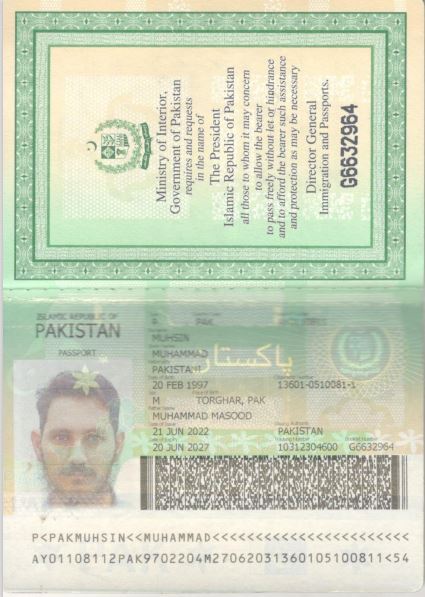 Ministry of Interior,
Government of Pakistan
requires and requests
in the name of
The President
Islamic Republic of Pakistan
all those to whom it may concern
to allow the bearer
to pass freely without let or hindrance
and to afford the bearer such assistance
and protection as may be necessary
Director General
Immigration and Passports.
G6632964
ISLAMIC REPUBLIC OF
PAKISTAN
PASSPORT
P PAK
MUHSIN
MUHAMMAD
پاکستان
PAKISTANI
20 FEB 1997 13601-0510081-1
M TORGHAR, PAK
MUHAMMAD MASOOD
21 JUN 2022 PAKISTAN
20 JUN 2027 10312304600 G6632964
P<PAKMUHSIN<<MUHAMMAD<<<<<<<<<<<<<<<<<<<<<<<
AY01108112PAK9702204M27062031360105100811<54